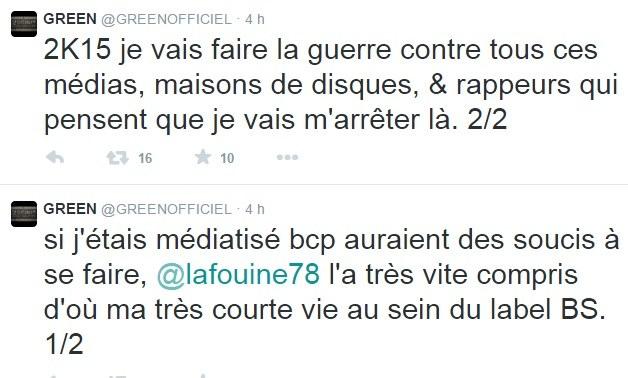 GREEN @GREENOFFICIEL · 4 h
2K15 je vais faire la guerre contre tous ces
médias, maisons de disques, & rappeurs qui
pensent que je vais m'arrêter là. 2/2
16 10
GREEN @GREENOFFICIEL · 4 h
si j'étais médiatisé bcp auraient des soucis à
se faire, @lafouine78 l'a très vite compris
d'où ma très courte vie au sein du label BS.
1/2